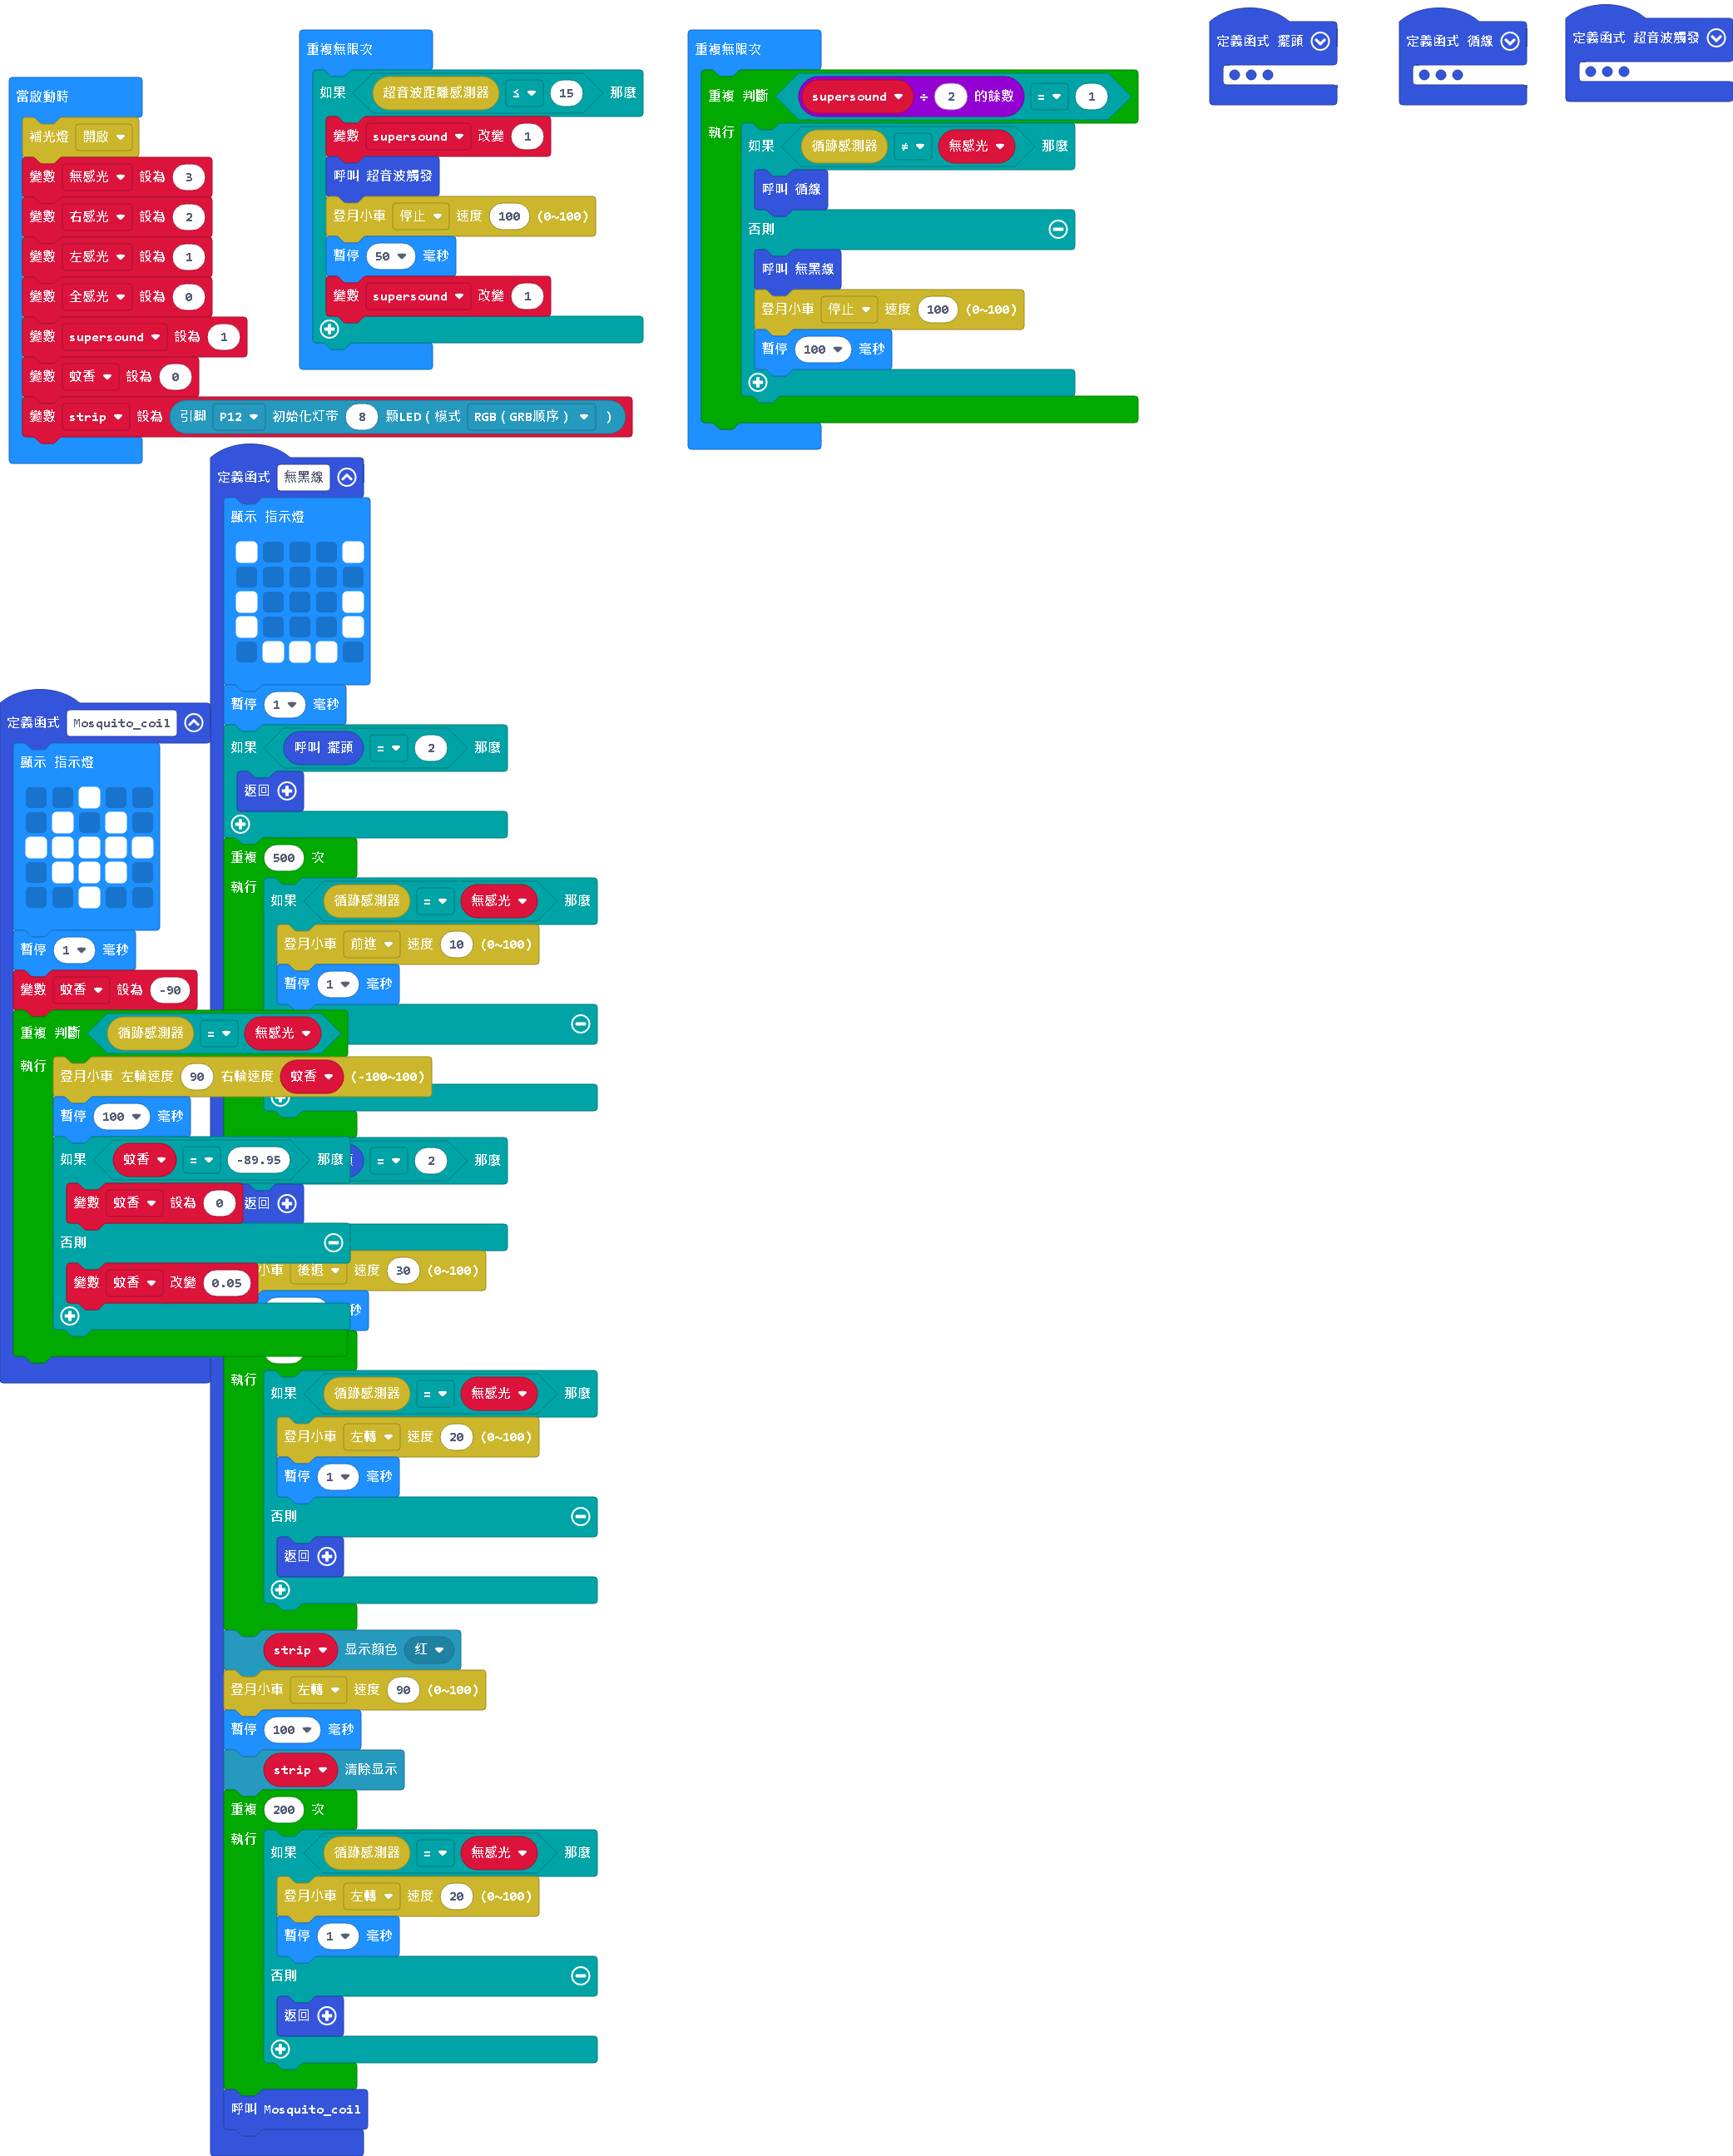 當啟動時
補光燈 開啟
變數 無感光 設為 3
變數 右感光 設為 2
變數 左感光 設為 1
變數 全感光 設為 0
變數 supersound 設為 1
變數 蚊香 設為 0
變數 strip 設為 引脚 P12 初始化灯带 8 顆LED(模式 RGB(GRB顺序) )
重複無限次
如果 超音波距離感測器 ≤ 15 那麼
變數 supersound 改變 1
呼叫 超音波觸發
登月小車 停止 速度 100 (0~100)
暫停 50 毫秒
變數 supersound 改變 1
重複無限次
重複 判斷 supersound ÷ 2 的餘數 = 1
執行
如果 循跡感測器 ≠ 無感光 那麼
呼叫 循線
否則
呼叫 無黑線
登月小車 停止 速度 100 (0~100)
暫停 100 毫秒
定義函式 擺頭
定義函式 循線
定義函式 超音波觸發
定義函式 無黑線
顯示 指示燈
暫停 1 毫秒
如果 呼叫 擺頭 = 2 那麼
返回
重複 500 次
執行
如果 循跡感測器 = 無感光 那麼
登月小車 前進 速度 10 (0~100)
暫停 1 毫秒
= 2 那麼
返回
小車 後退 速度 30 (0~100)
秒
執行
如果 循跡感測器 = 無感光 那麼
登月小車 左轉 速度 20 (0~100)
暫停 1 毫秒
否則
返回
strip 显示颜色 红
登月小車 左轉 速度 90 (0~100)
暫停 100 毫秒
strip 清除显示
重複 200 次
執行
如果 循跡感測器 = 無感光 那麼
登月小車 左轉 速度 20 (0~100)
暫停 1 毫秒
否則
返回
呼叫 Mosquito_coil
定義函式 Mosquito_coil
顯示 指示燈
暫停 1 毫秒
變數 蚊香 設為 -90
重複 判斷 循跡感測器 = 無感光
執行
登月小車 左輪速度 90 右輪速度 蚊香 (-100~100)
暫停 100 毫秒
如果 蚊香 = -89.95 那麼
變數 蚊香 設為 0
否則
變數 蚊香 改變 0.05